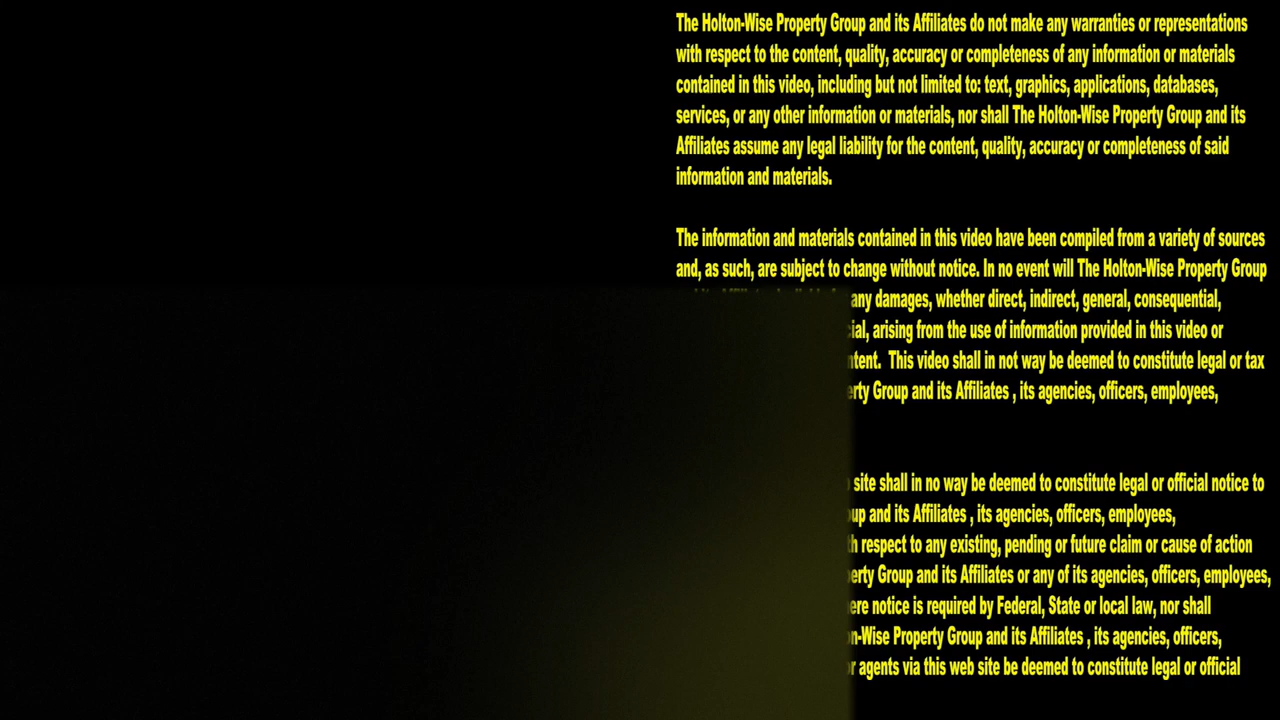 The Holton-Wise Property Group and its Affiliates do not make any warranties or representations
with respect to the content, quality, accuracy or completeness of any information or materials
contained in this video, including but not limited to: text, graphics, applications, databases,
services, or any other information or materials, nor shall The Holton-Wise Property Group and its
Affiliates assume any legal liability for the content, quality, accuracy or completeness of said
information and materials.
The information and materials contained in this video have been compiled from a variety of sources
and, as such, are subject to change without notice. In no event will The Holton-Wise Property Group
any damages, whether direct, indirect, general, consequential,
arising from the use of information provided in this video or
This video shall in not way be deemed to constitute legal or tax
Group and its Affiliates , its agencies, officers, employees,
site shall in no way be deemed to constitute legal or official notice to
and its Affiliates , its agencies, officers, employees,
respect to any existing, pending or future claim or cause of action
Group and its Affiliates or any of its agencies, officers, employees,
notice is required by Federal, State or local law, nor shall
Property Group and its Affiliates , its agencies, officers,
agents via this web site be deemed to constitute legal or official